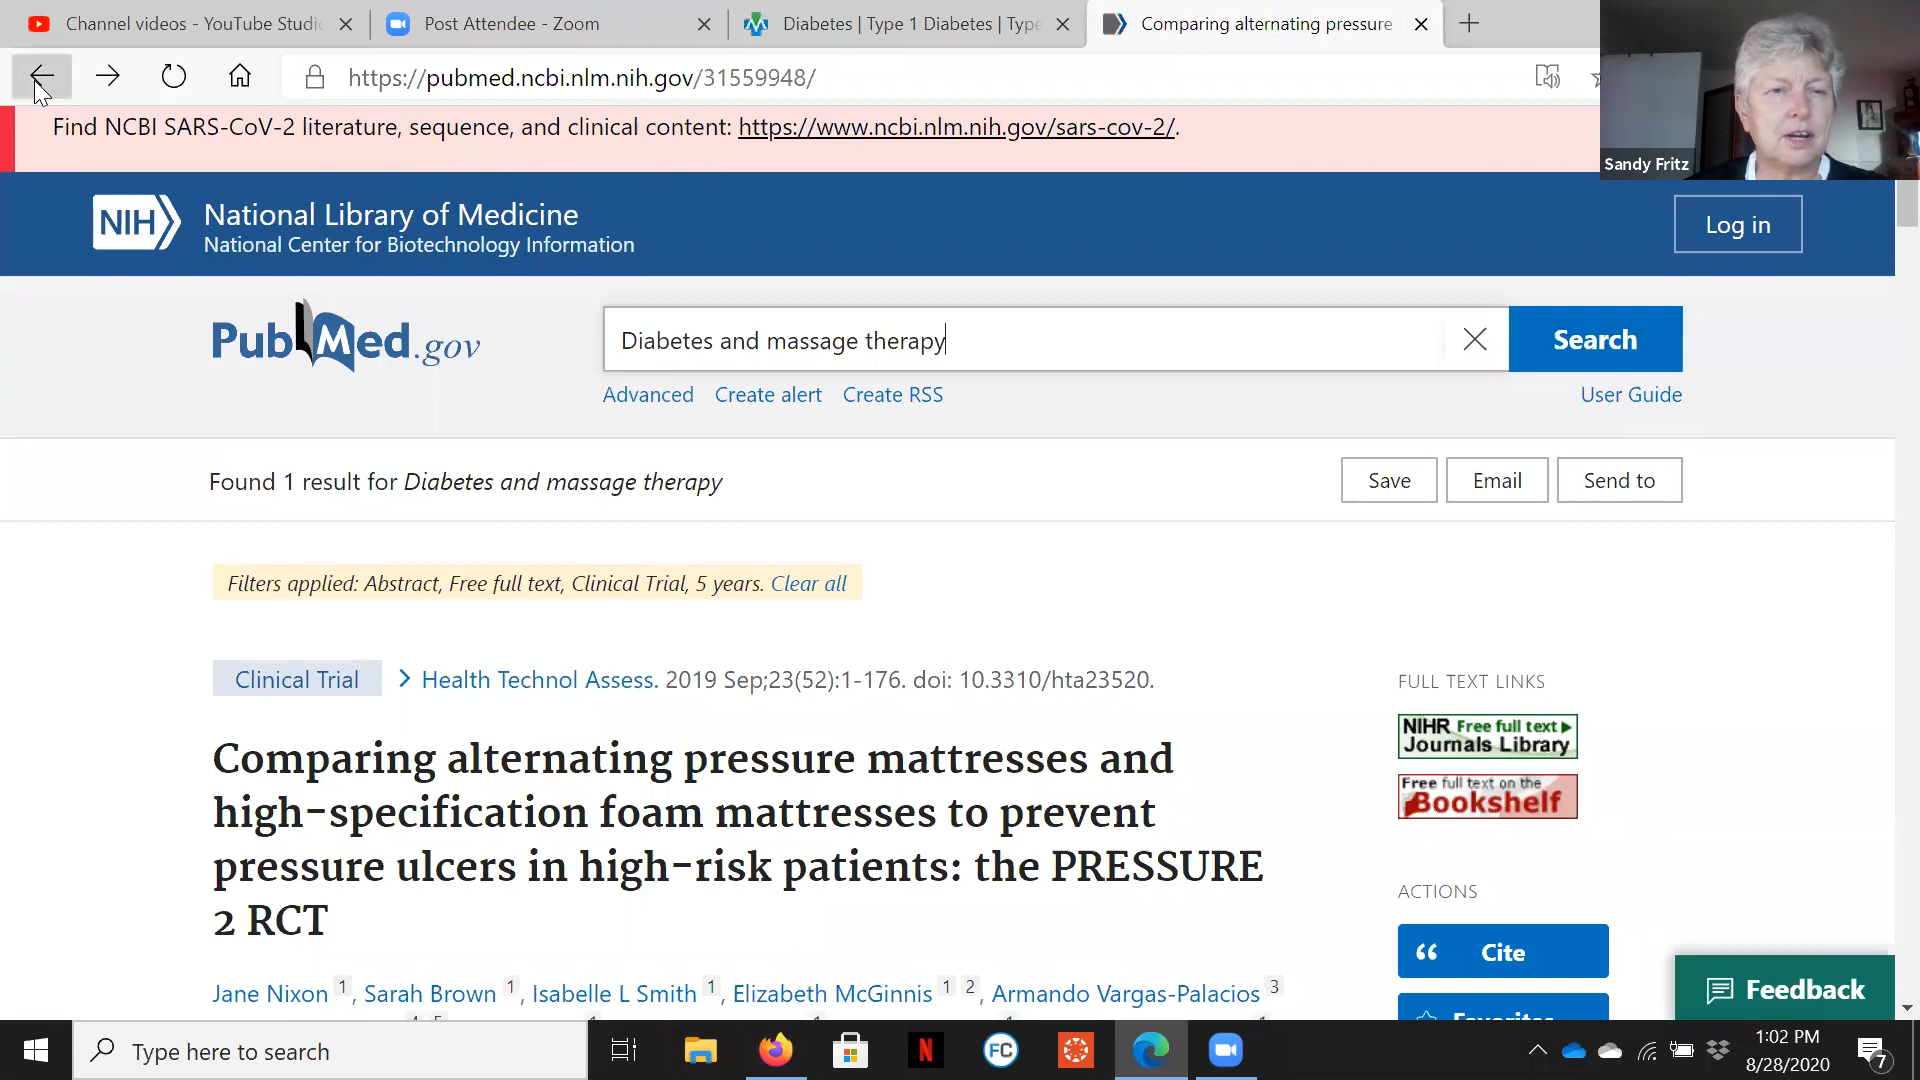 Channel videos - YouTube Studi
Post Attendee - Zoom
Diabetes | Type 1 Diabetes | Type
Comparing alternating pressure
https://pubmed.ncbi.nlm.nih.gov/31559948/
Find NCBI SARS-CoV-2 literature, sequence, and clinical content: https://www.ncbi.nlm.nih.gov/sars-cov-2/.
Sandy Fritz
NIH
National Library of Medicine
National Center for Biotechnology Information
Log in
PubMed.gov
Diabetes and massage therapy
Search
Advanced
Create alert
Create RSS
User Guide
Found 1 result for Diabetes and massage therapy
Save
Email
Send to
Filters applied: Abstract, Free full text, Clinical Trial, 5 years. Clear all
Clinical Trial
Health Technol Assess. 2019 Sep;23(52):1-176. doi: 10.3310/hta23520.
FULL TEXT LINKS
NIHR Free full text
Journals Library
Free full text on the
Bookshelf
Comparing alternating pressure mattresses and
high-specification foam mattresses to prevent
pressure ulcers in high-risk patients: the PRESSURE
2 RCT
ACTIONS
Cite
Favorites
Feedback
Jane Nixon 1, Sarah Brown 1, Isabelle L Smith 1, Elizabeth McGinnis 1 2, Armando Vargas-Palacios 3
Type here to search
N
FC
1:02 PM
8/28/2020
7